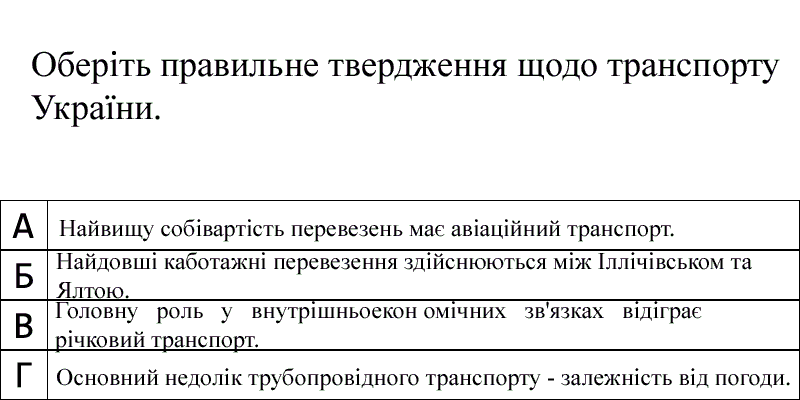 Оберіть правильне твердження щодо транспорту
України.
А Найвищу собівартість перевезень має авіаційний транспорт.
Б Найдовші каботажні перевезення здійснюються між Іллічівськом та
Ялтою.
В Головну роль у внутрішньоекон омічних зв'язках відіграє
річковий транспорт.
Г Основний недолік трубопровідного транспорту - залежність від погоди.